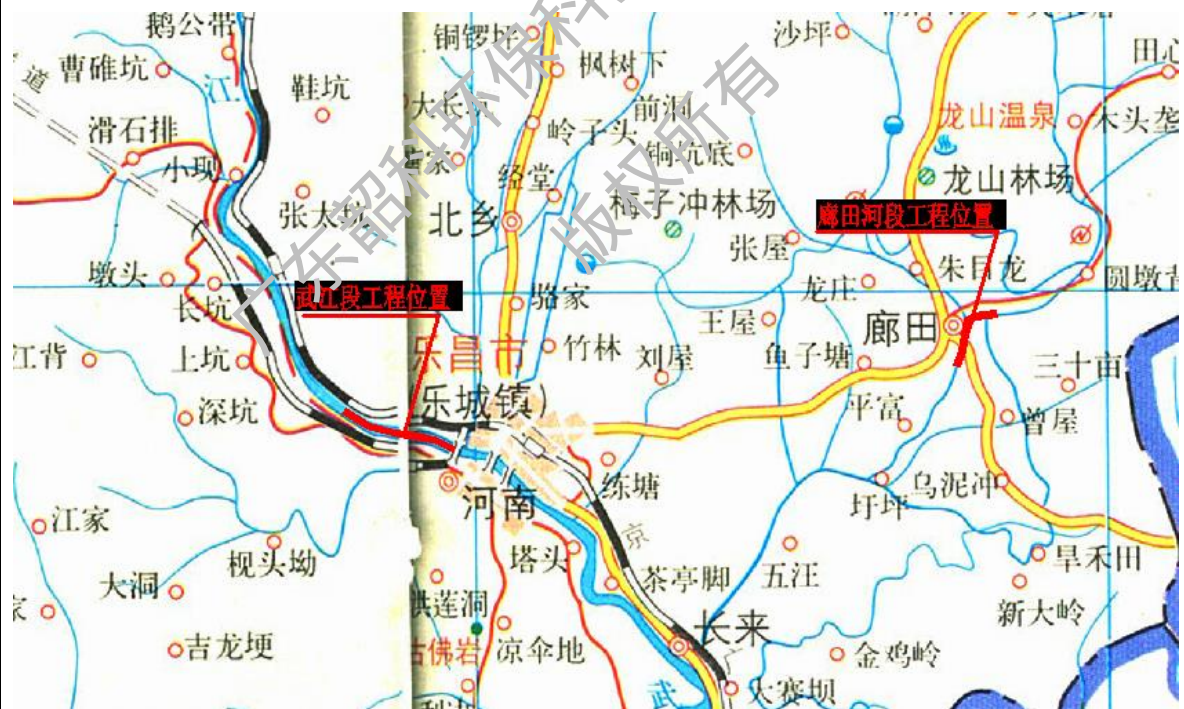 鹅公带
铜锣坪
沙坪
田心
曹碓坑
道
江
鞋坑
枫树下
前洞
龙山温泉
木头垄
滑石排
岭子头
铜坑底
小现
经堂
龙山林场
张太坑
北乡
梅子冲林场
廊田河段工程位置
张屋
朱目龙
墩头
龙庄
圆墩背
长坑
武江段工程位置
骆家
王屋
廊田
江背
上坑
乐昌市
竹林
刘屋
鱼子塘
三十亩
深坑
(乐城镇)
平富
曾屋
练塘
乌泥冲
河南
圩坪
江家
京
枧头坳
塔头
旱禾田
大洞
茶亭脚
五汪
洪莲洞
新大岭
家
长来
吉龙埂
古佛岩
凉伞地
广
金鸡岭
武
大赛坝
广东韶科环保科
版权所有